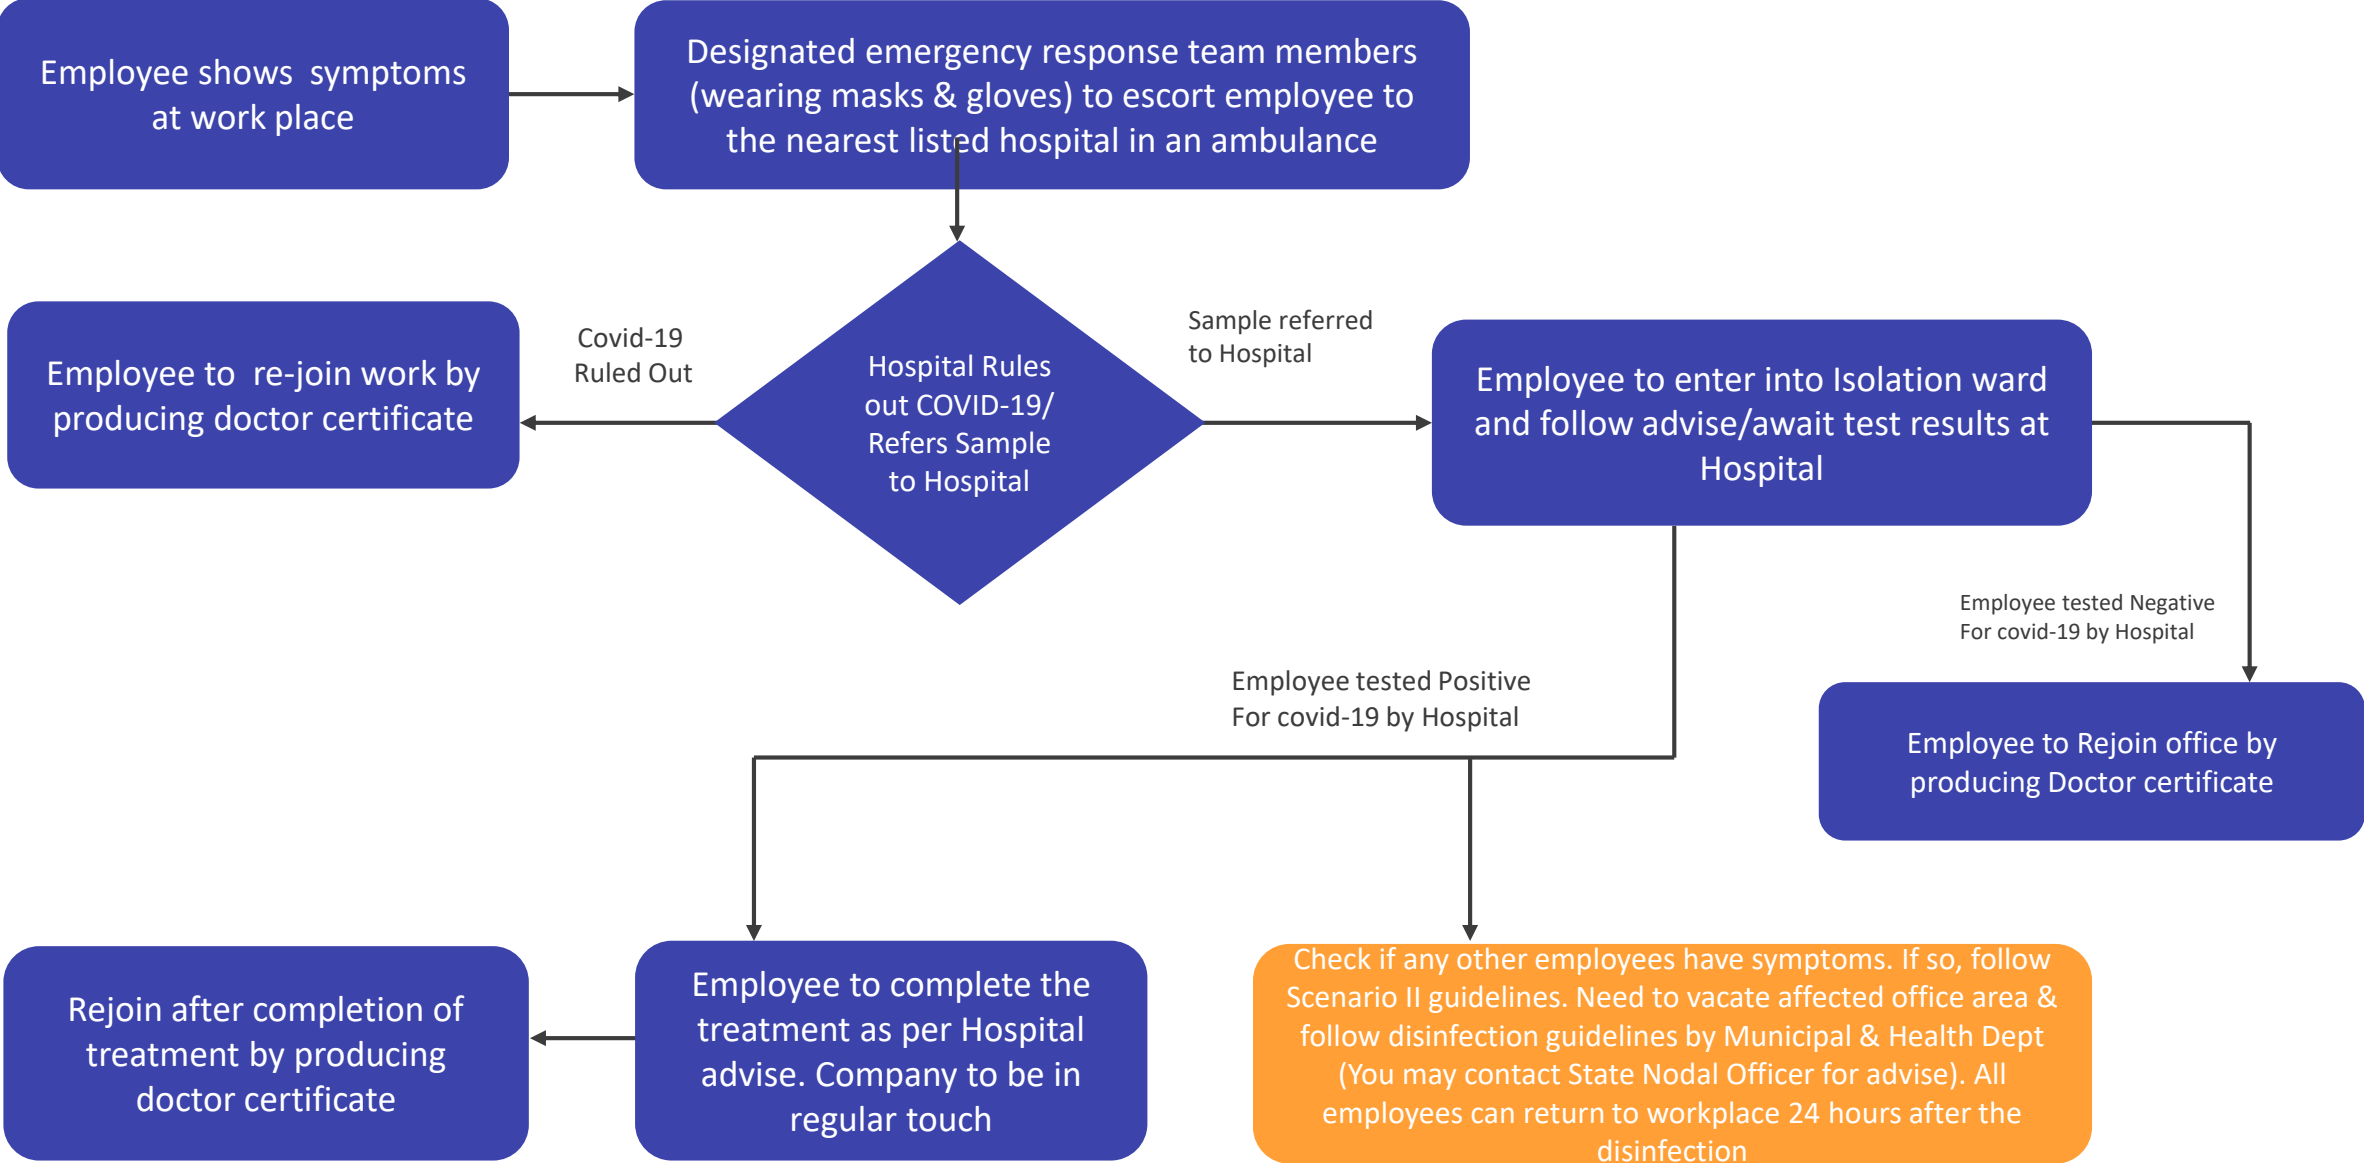 Employee shows  symptoms
at work place
Designated emergency response team members
(wearing masks & gloves) to escort employee to
the nearest listed hospital in an ambulance
Employee to  re-join work by
producing doctor certificate
Covid-19
Ruled Out
Hospital Rules
out COVID-19/
Refers Sample
to Hospital
Sample referred
to Hospital
Employee to enter into Isolation ward
and follow advise/await test results at
Hospital
Employee tested Negative
For covid-19 by Hospital
Employee tested Positive
For covid-19 by Hospital
Employee to Rejoin office by
producing Doctor certificate
Rejoin after completion of
treatment by producing
doctor certificate
Employee to complete the
treatment as per Hospital
advise. Company to be in
regular touch
Check if any other employees have symptoms. If so, follow
Scenario II guidelines. Need to vacate affected office area &
follow disinfection guidelines by Municipal & Health Dept
(You may contact State Nodal Officer for advise). All
employees can return to workplace 24 hours after the
disinfection